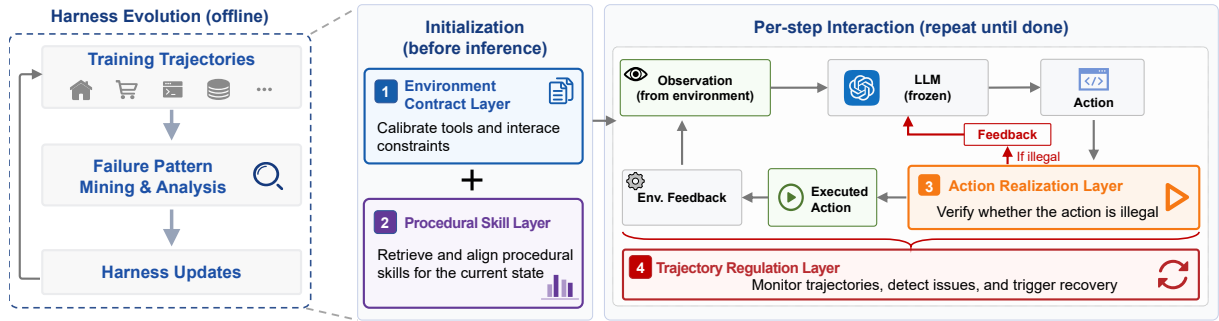 Harness Evolution (offline)
Training Trajectories
...
Failure Pattern
Mining & Analysis
Harness Updates
Initialization
(before inference)
1
Environment
Contract Layer
Calibrate tools and interace
constraints
+
2
Procedural Skill Layer
Retrieve and align procedural
skills for the current state
Per-step Interaction (repeat until done)
Observation
(from environment)
LLM
(frozen)
</>
Action
Feedback
If illegal
Env. Feedback
Executed
Action
3
Action Realization Layer
Verify whether the action is illegal
4
Trajectory Regulation Layer
Monitor trajectories, detect issues, and trigger recovery